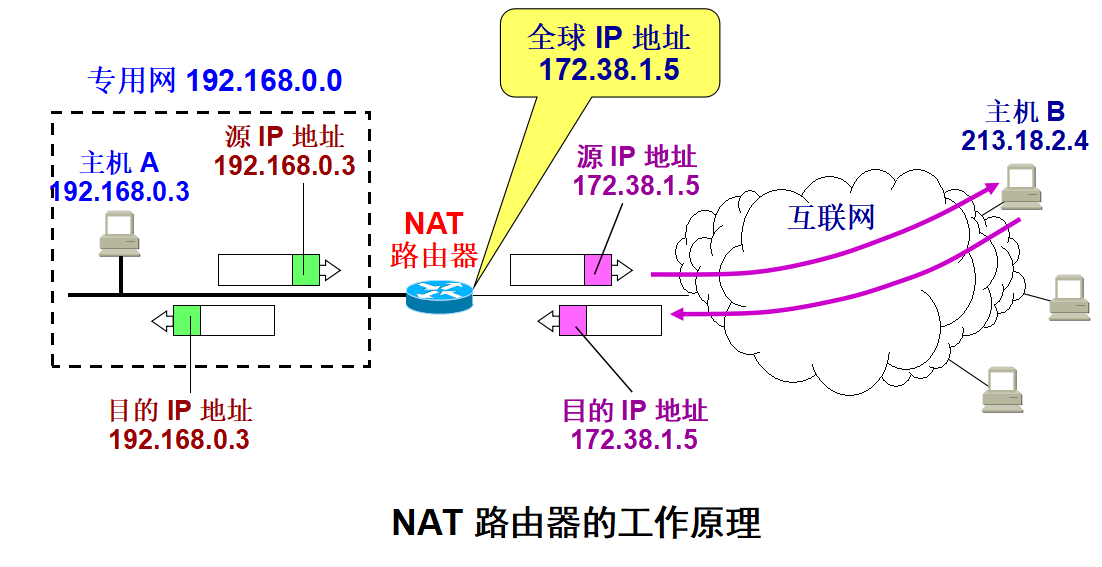 全球 IP 地址
172.38.1.5
专用网 192.168.0.0
源 IP 地址
192.168.0.3
主机 A
192.168.0.3
NAT
路由器
源 IP 地址
172.38.1.5
主机 B
213.18.2.4
互联网
目的 IP 地址
192.168.0.3
目的 IP 地址
172.38.1.5
NAT 路由器的工作原理